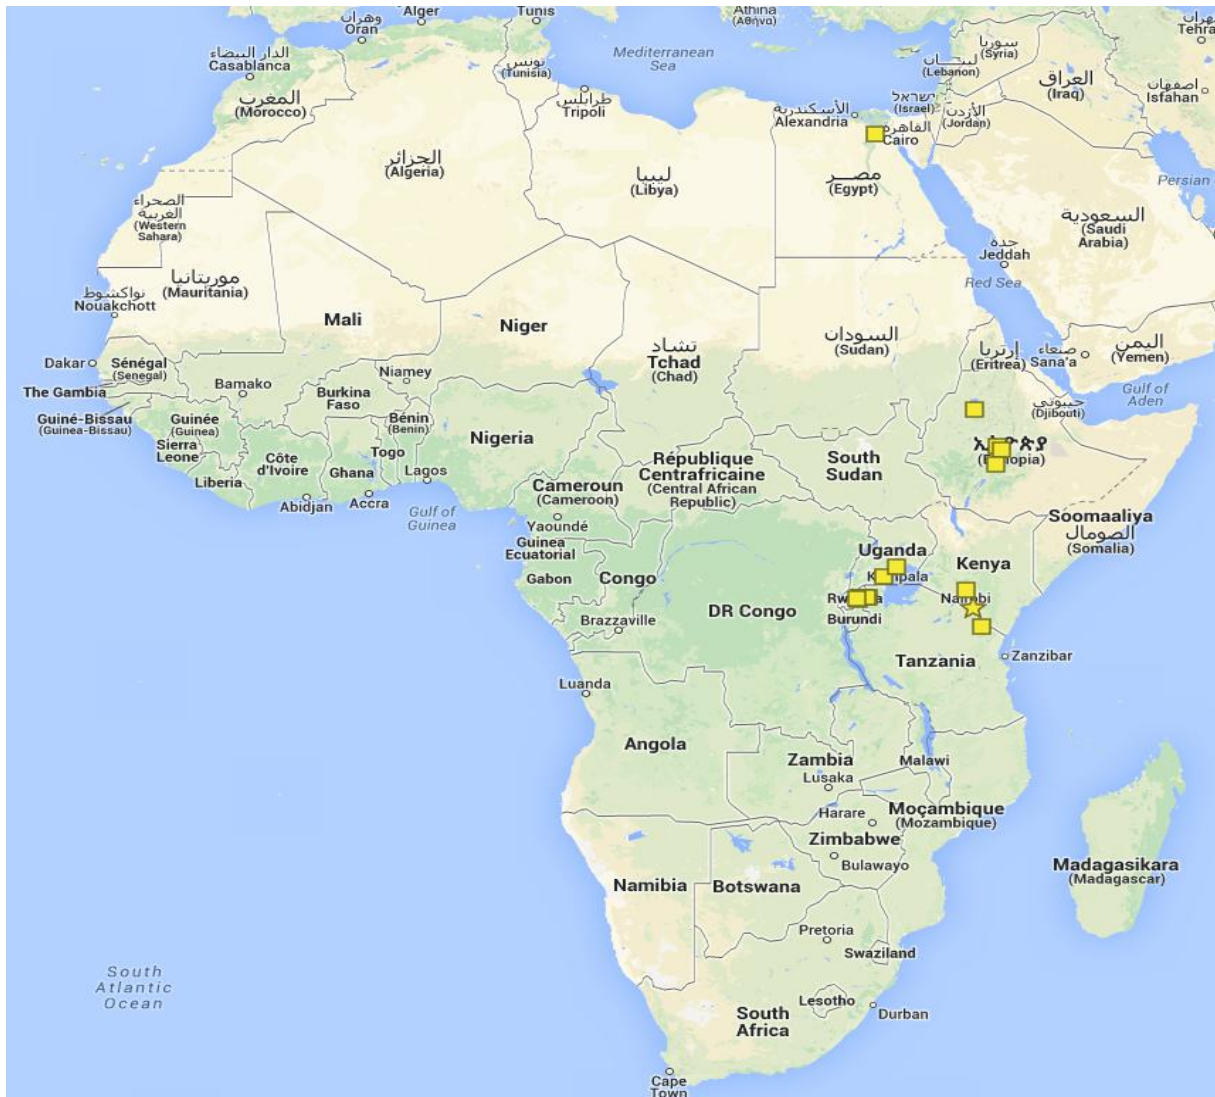 Alger
Tunis
Athina
(Αθήνα)
وهران
Oran
الدار البيضاء
Casablanca
المغرب
(Morocco)
تونس
(Tunisia)
طرابلس
Tripoli
Mediterranean
Sea
سوريا
(Syria)
لبنان
(Lebanon)
العراق
(Iraq)
Tehra
اصفهان
Isfahan
ישראל
(Israel)
الأردن
(Jordan)
الأسكندرية
Alexandria
القاهرة
Cairo
الجزائر
(Algeria)
ليبيا
(Libya)
مصر
(Egypt)
Persian
الصحراء
الغربية
(Western
Sahara)
السعودية
(Saudi
Arabia)
جدة
Jeddah
Red Sea
موريتانيا
(Mauritania)
نواكشوط
Nouakchott
Mali
Niger
تشاد
Tchad
(Chad)
السودان
(Sudan)
إرتريا
(Eritrea)
صنعاء
Sana'a
اليمن
(Yemen)
Gulf of
Aden
جيبوتي
(Djibouti)
Dakar
Sénégal
(Senegal)
The Gambia
Bamako
Niamey
Burkina
Faso
Guiné-Bissau
(Guinea-Bissau)
Guinée
(Guinea)
Sierra
Leone
Liberia
Côte
d'Ivoire
Ghana
Togo
Bénin
(Benin)
Nigeria
Lagos
Accra
Abidjan
Gulf of
Guinea
République
Centrafricaine
(Central African
Republic)
South
Sudan
Cameroun
(Cameroon)
Yaoundé
Guinea
Ecuatorial
Gabon
Congo
Brazzaville
DR Congo
Uganda
Kenya
Nairobi
Soomaaliya
الصومال
(Somalia)
Burundi
Tanzania
Zanzibar
Luanda
Angola
Zambia
Lusaka
Malawi
Harare
Moçambique
(Mozambique)
Zimbabwe
Bulawayo
Namibia
Botswana
Madagasikara
(Madagascar)
Pretoria
Swaziland
Lesotho
South
Africa
Durban
Cape
Town
South
Atlantic
Ocean